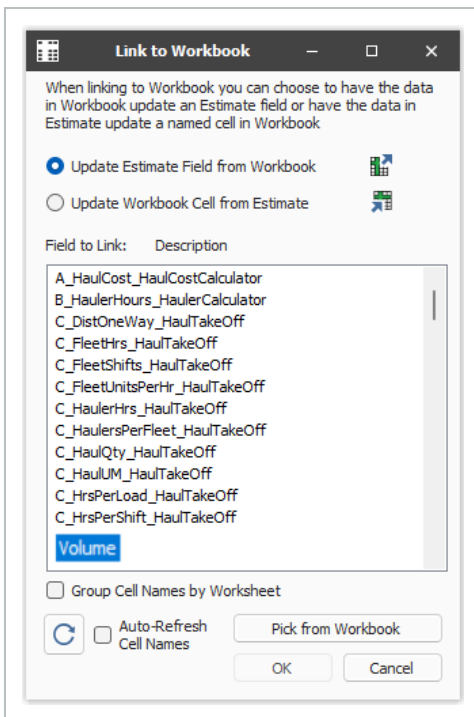 Link to Workbook
When linking to Workbook you can choose to have the data
in Workbook update an Estimate field or have the data in
Estimate update a named cell in Workbook
Update Estimate Field from Workbook
Update Workbook Cell from Estimate
Field to Link: Description
A_HaulCost_HaulCostCalculator
B_HaulerHours_HaulerCalculator
C_DistOneWay_HaulTakeOff
C_FleetHrs_HaulTakeOff
C_FleetShifts_HaulTakeOff
C_FleetUnitsPerHr_HaulTakeOff
C_HaulerHrs_HaulTakeOff
C_HaulersPerFleet_HaulTakeOff
C_HaulQty_HaulTakeOff
C_HaulUM_HaulTakeOff
C_HrsPerLoad_HaulTakeOff
C_HrsPerShift_HaulTakeOff
Volume
Group Cell Names by Worksheet
Auto-Refresh
Cell Names
Pick from Workbook
OK Cancel